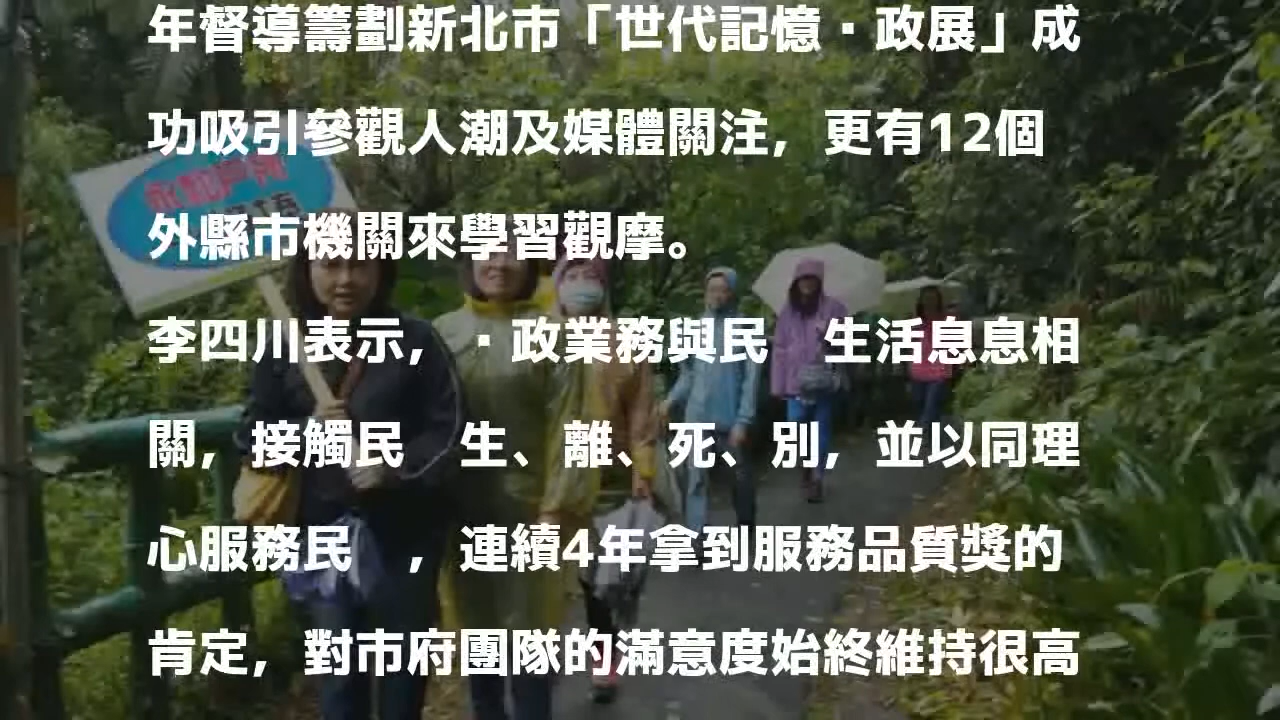 年督導籌劃新北市「世代記憶·政展」成
功吸引參觀人潮及媒體關注，更有12個
外縣市機關來學習觀摩。
李四川表示，·政業務與民　生活息息相
關，接觸民　生、離、死、別，並以同理
心服務民　，連續4年拿到服務品質獎的
肯定，對市府團隊的滿意度始終維持很高
永和戶所